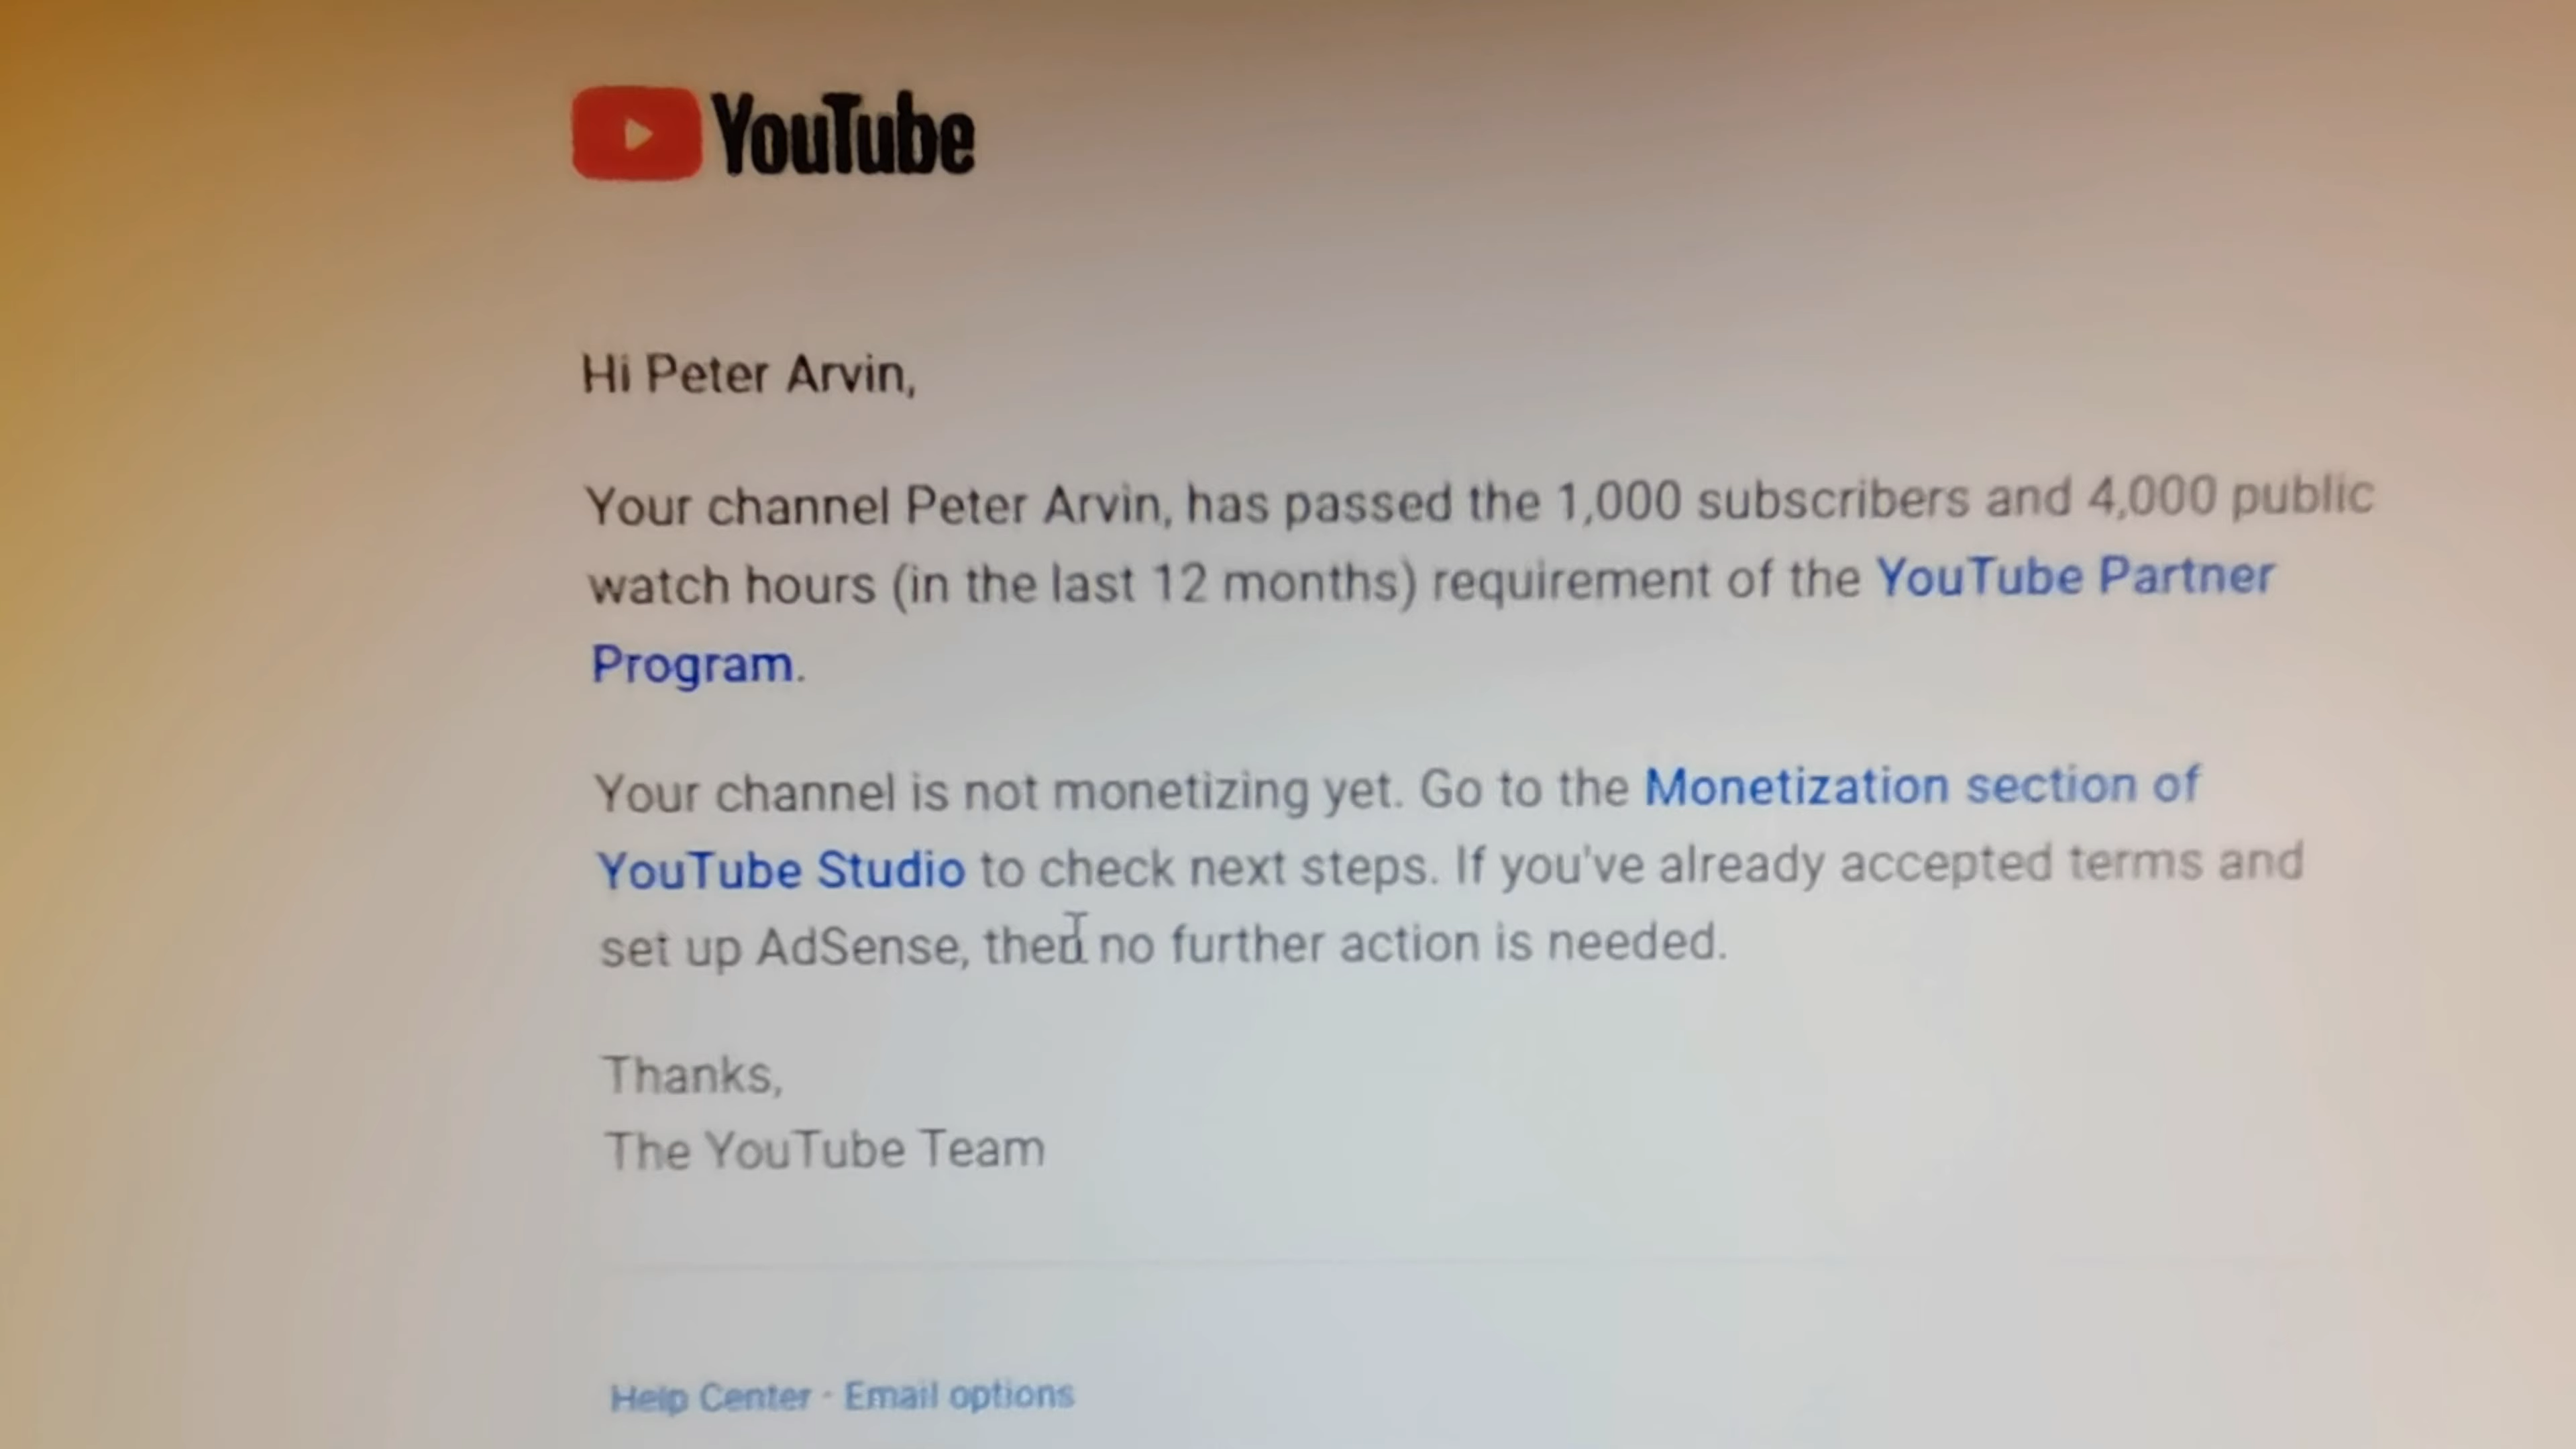 YouTube
Hi Peter Arvin,
Your channel Peter Arvin, has passed the 1,000 subscribers and 4,000 public
watch hours (in the last 12 months) requirement of the YouTube Partner
Program.
Your channel is not monetizing yet. Go to the Monetization section of
YouTube Studio to check next steps. If you've already accepted terms and
set up AdSense, then no further action is needed.
Thanks,
The YouTube Team
Help Center · Email options